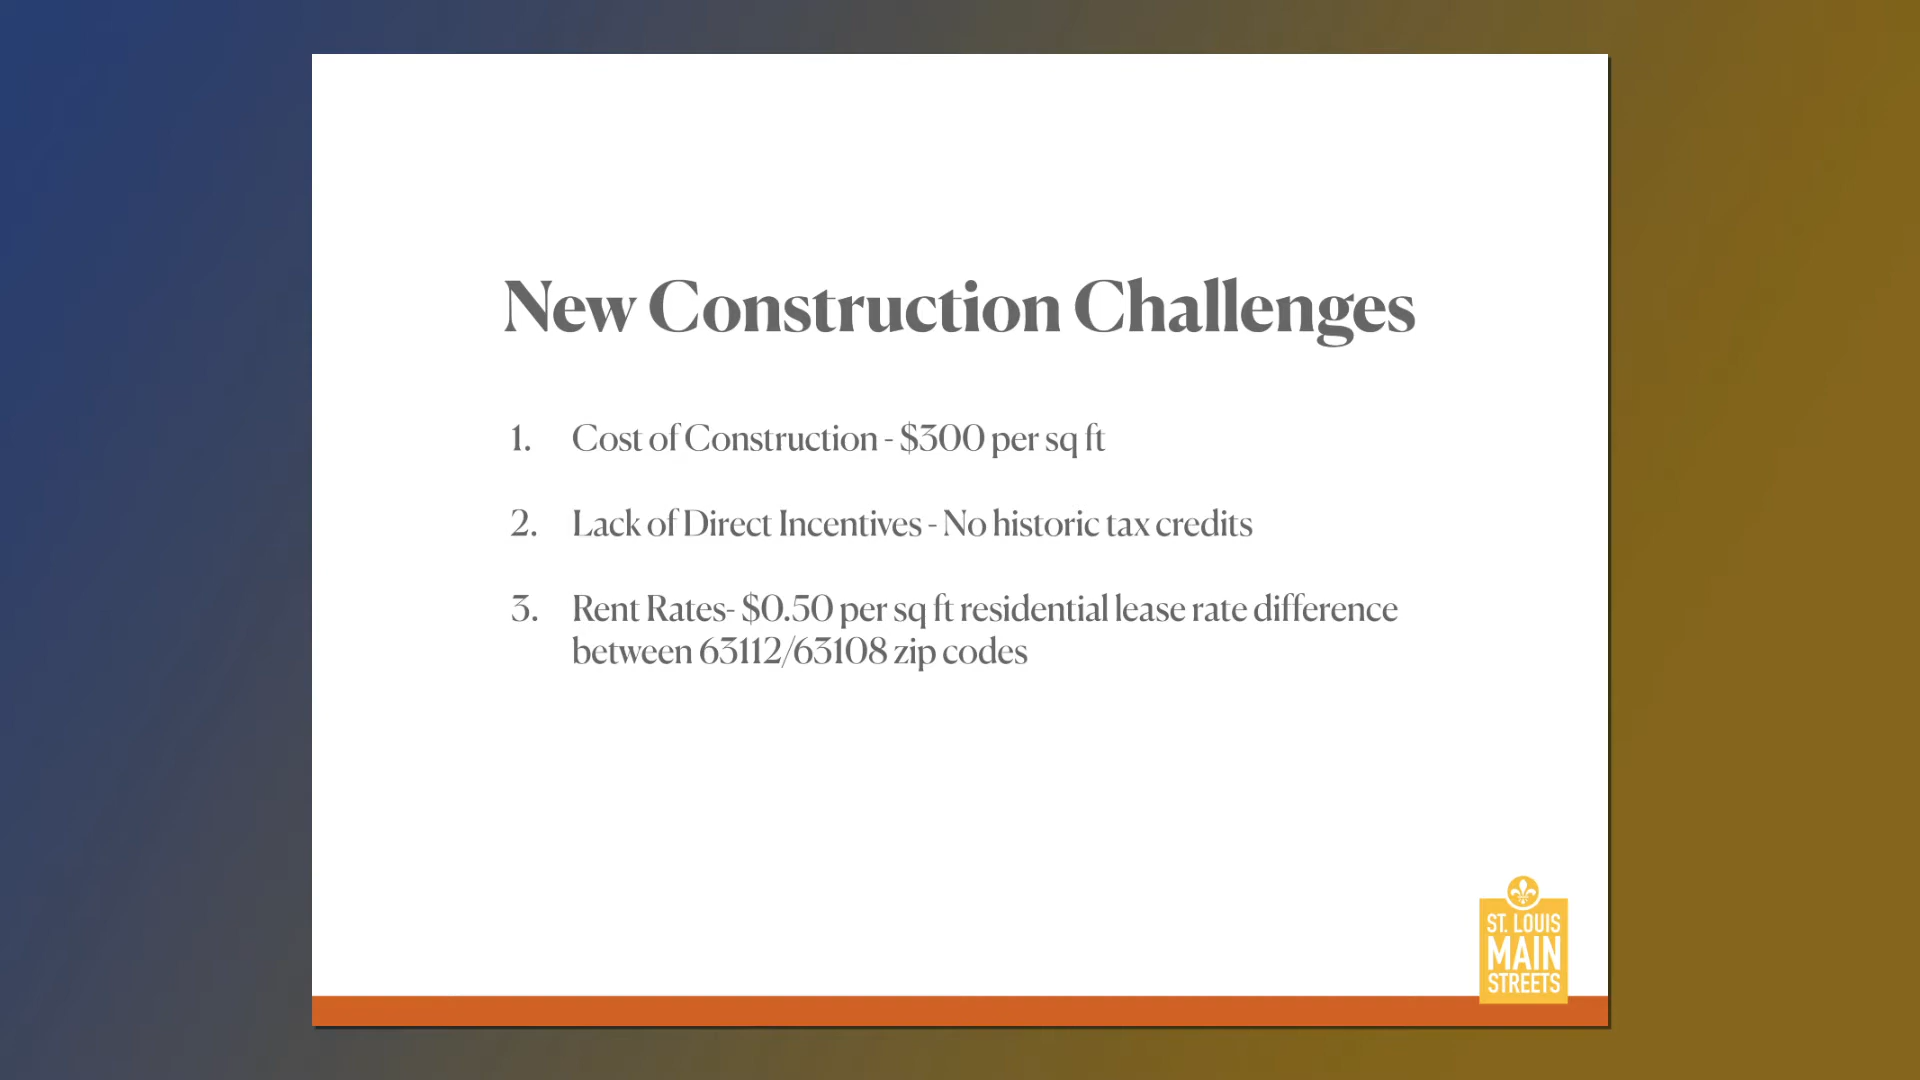 New Construction Challenges
1. Cost of Construction - $300 per sq ft
2. Lack of Direct Incentives - No historic tax credits
3. Rent Rates- $0.50 per sq ft residential lease rate difference
between 63112/63108 zip codes
ST. LOUIS
MAIN
STREETS